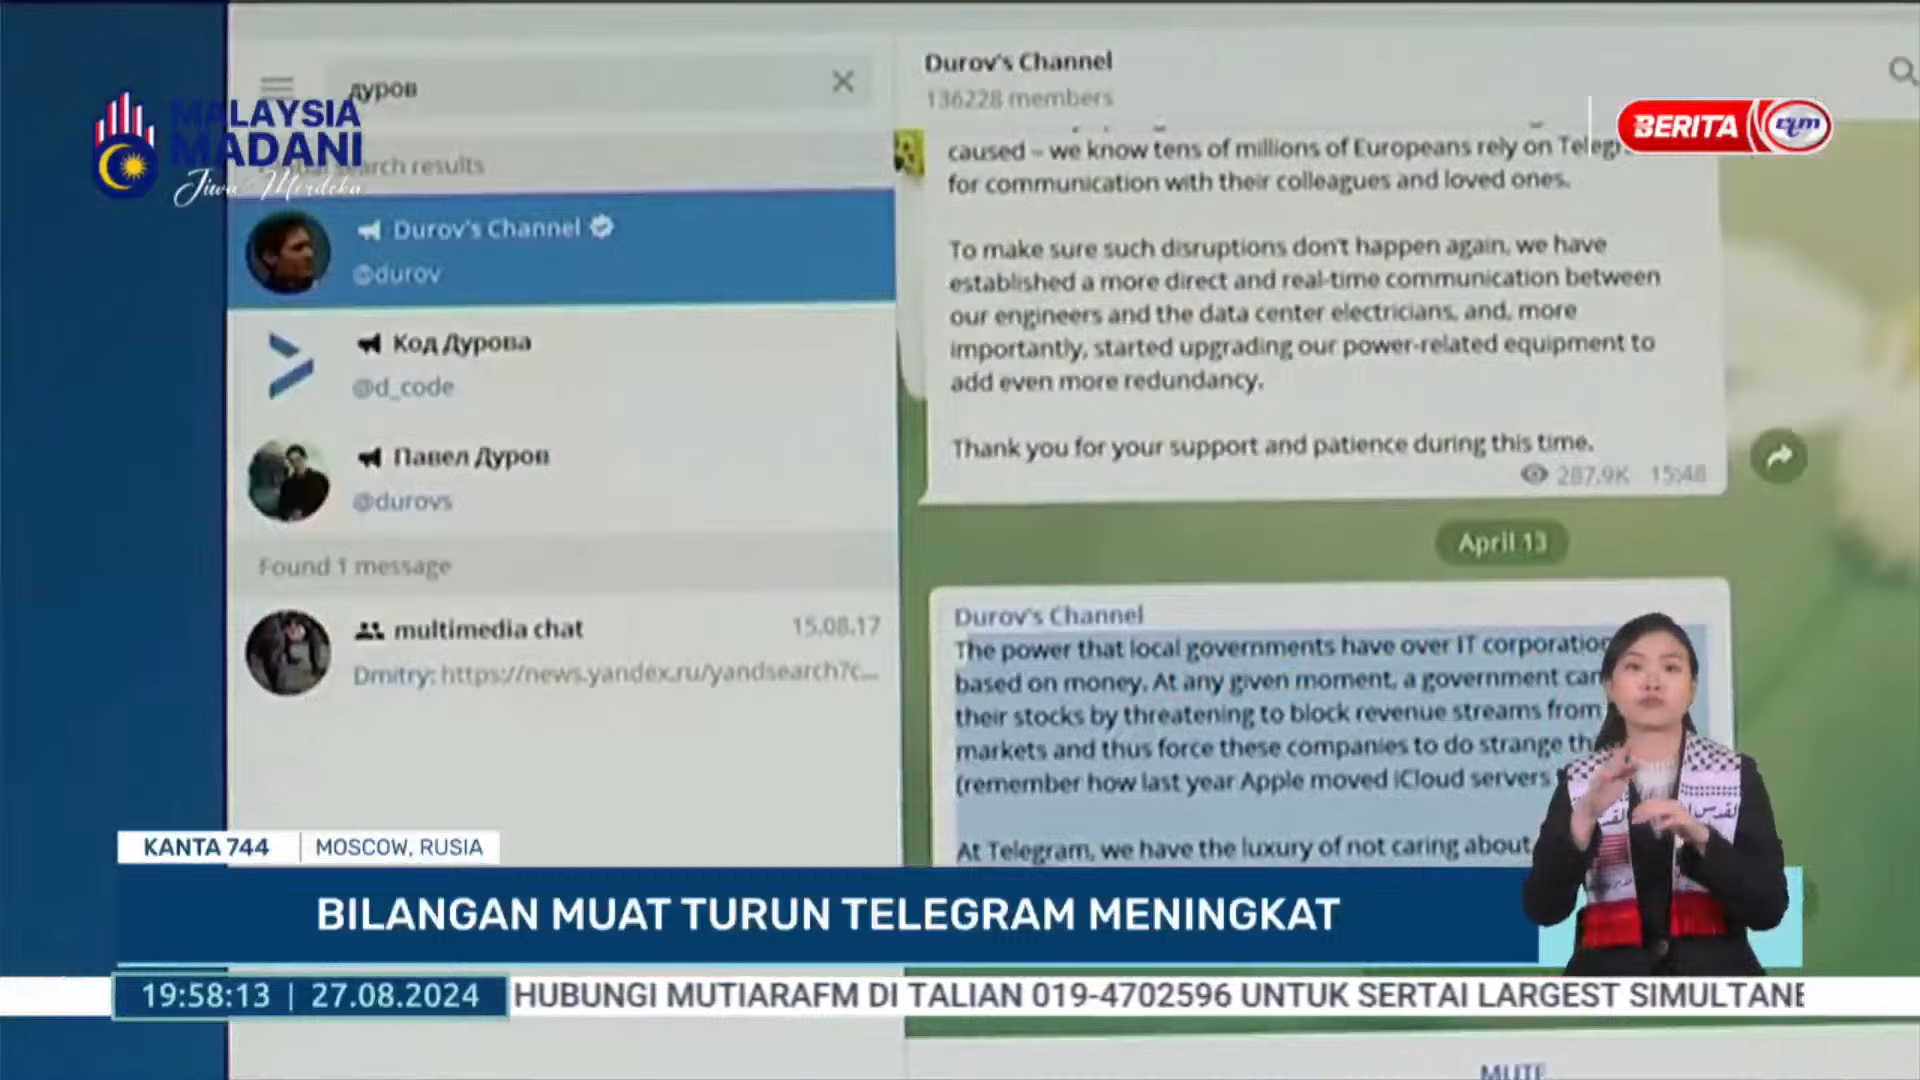 дуров
MALAYSIA
MADANI
Jiwa Merdeka
search results
Durov's Channel
@durov
Код Дурова
@d_code
Павел Дуров
@durovs
Found 1 message
multimedia chat 15.08.17
Dmitry: https://news.yandex.ru/yandsearch?c...
Durov's Channel
136228 members
BERITA rtm
caused – we know tens of millions of Europeans rely on Telegr
for communication with their colleagues and loved ones.
To make sure such disruptions don't happen again, we have
established a more direct and real-time communication between
our engineers and the data center electricians, and, more
importantly, started upgrading our power-related equipment to
add even more redundancy.
Thank you for your support and patience during this time.
287.9K 15:48
April 13
Durov's Channel
The power that local governments have over IT corporation
based on money. At any given moment, a government can
their stocks by threatening to block revenue streams from
markets and thus force these companies to do strange th
(remember how last year Apple moved iCloud servers
At Telegram, we have the luxury of not caring about
القدس
KANTA 744 | MOSCOW, RUSIA
BILANGAN MUAT TURUN TELEGRAM MENINGKAT
19:58:13 | 27.08.2024 HUBUNGI MUTIARAFM DI TALIAN 019-4702596 UNTUK SERTAI LARGEST SIMULTANE
MUTE